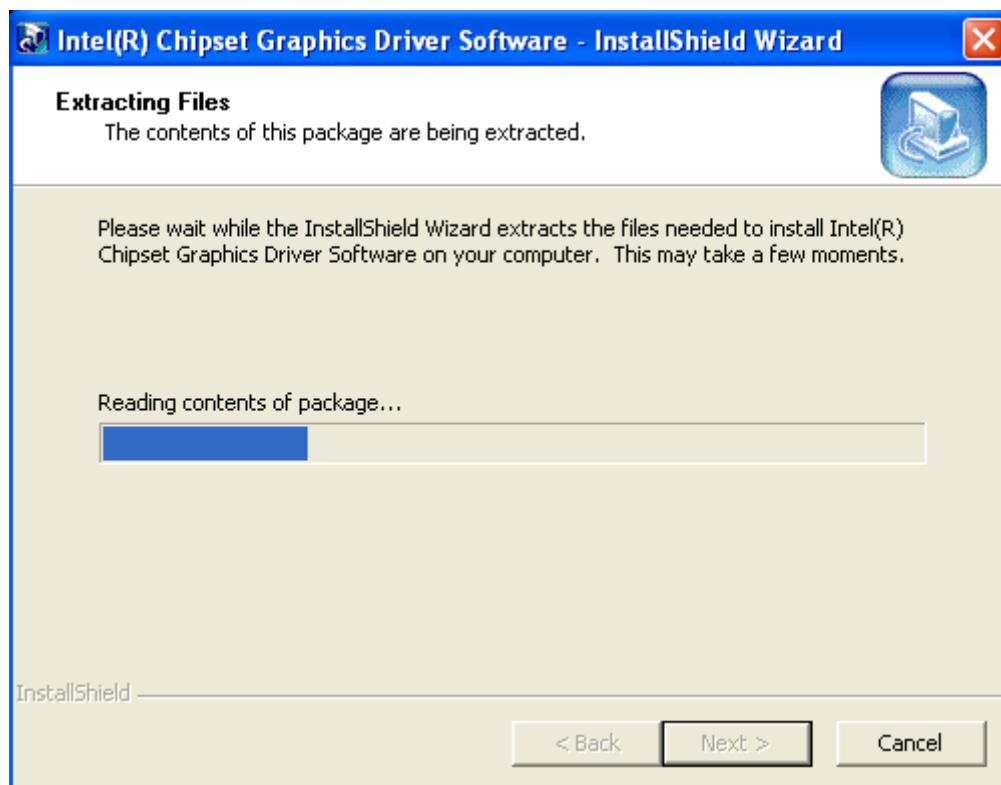 Intel(R) Chipset Graphics Driver Software - InstallShield Wizard
Extracting Files
The contents of this package are being extracted.
Please wait while the InstallShield Wizard extracts the files needed to install Intel(R)
Chipset Graphics Driver Software on your computer.  This may take a few moments.
Reading contents of package...
InstallShield
< Back
Next >
Cancel